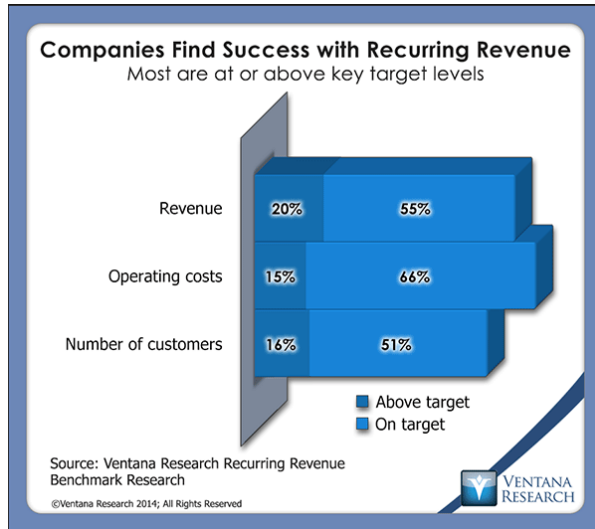 Companies Find Success with Recurring Revenue
Most are at or above key target levels
Revenue
20%
55%
Operating costs
15%
66%
Number of customers
16%
51%
Above target
On target
Source: Ventana Research Recurring Revenue
Benchmark Research
©Ventana Research 2014; All Rights Reserved
VENTANA
RESEARCH